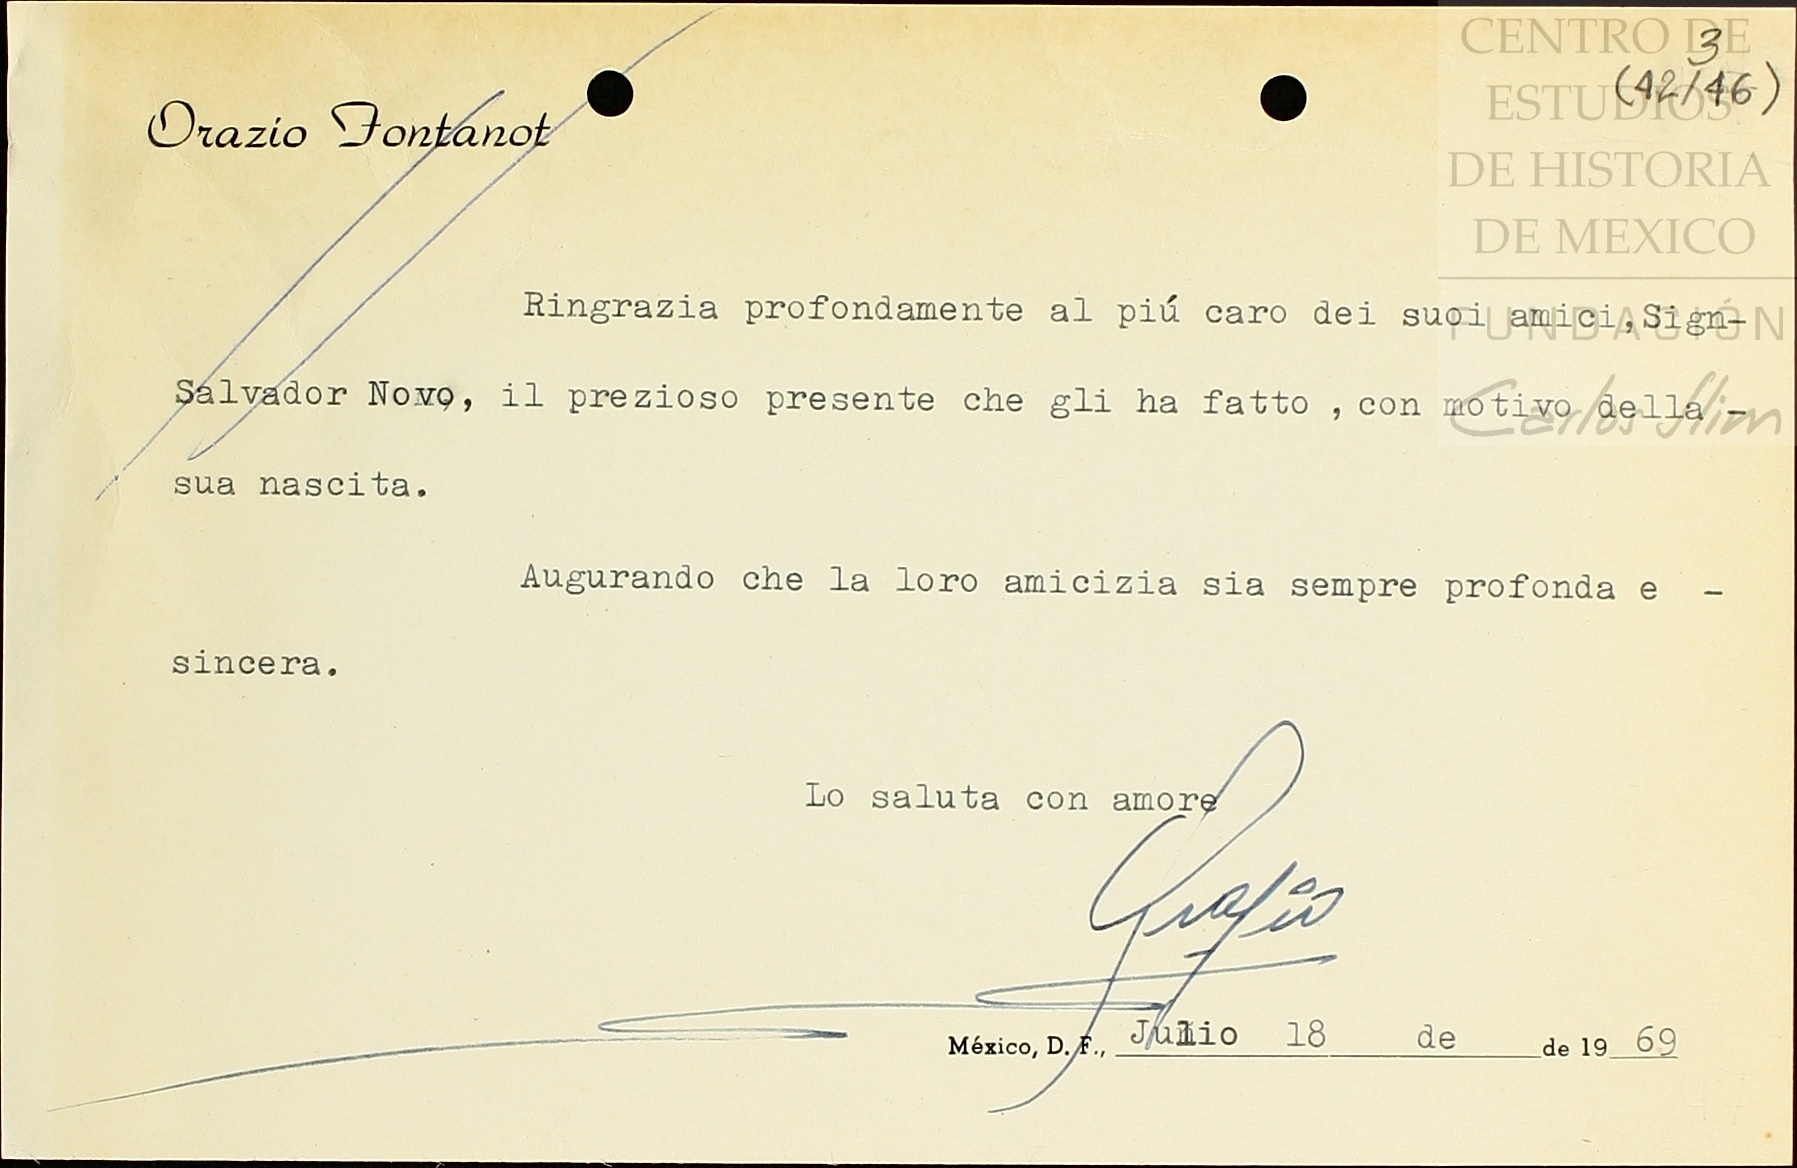 CENTRO DE
ESTUDIOS
DE HISTORIA
DE MEXICO
FUNDACIÓN
Carlos Slim
3
(42/46)
Orazio Fontanot
Ringrazia profondamente al piú caro dei suoi amici, Sign-
Salvador Novo, il prezioso presente che gli ha fatto , con motivo della -
sua nascita.
Augurando che la loro amicizia sia sempre profonda e -
sincera.
Lo saluta con amore
Orazio
México, D. F., Julio 18 de de 19 69